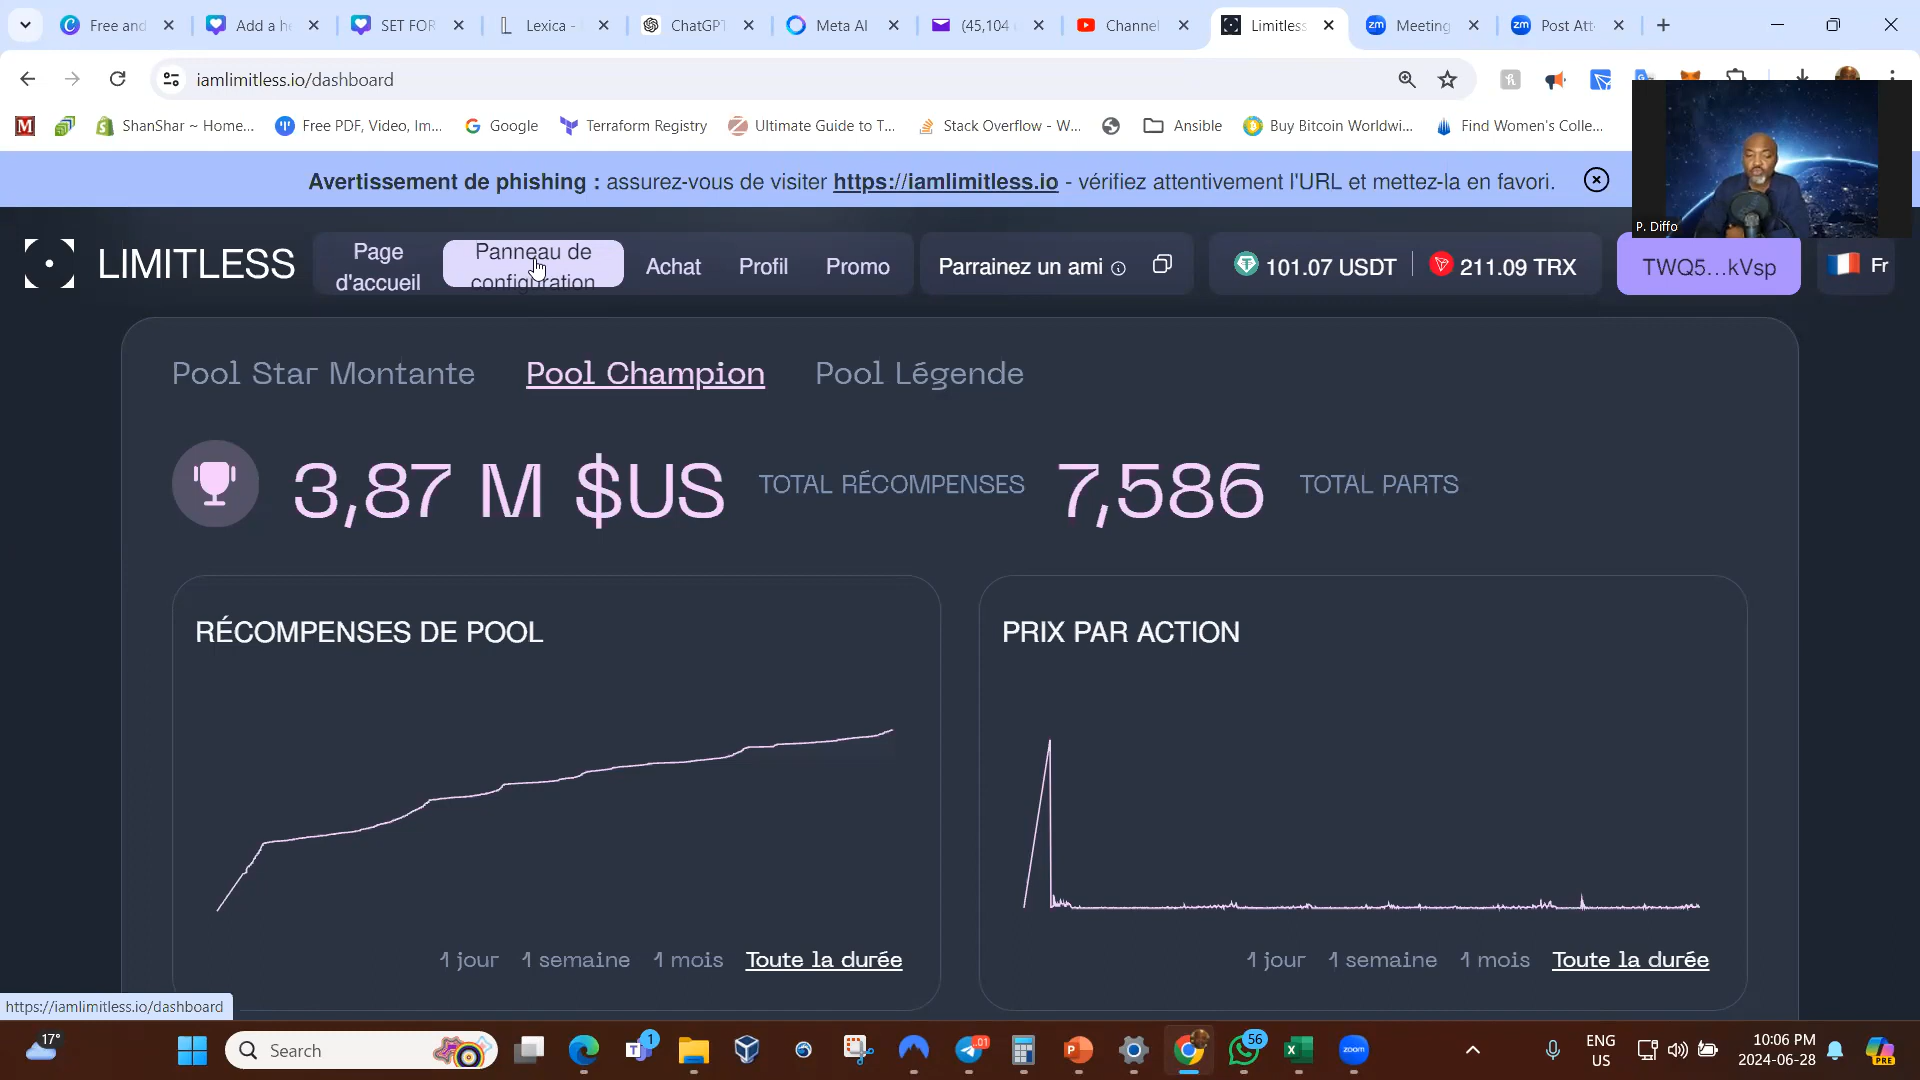 Free and
Add a he
SET FOR
Lexica -
ChatGPT
Meta AI
(45,104
Channel
Limitless
Meeting
Post Att
iamlimitless.io/dashboard
ShanShar ~ Home...
Free PDF, Video, Im...
Google
Terraform Registry
Ultimate Guide to T...
Stack Overflow - W...
Ansible
Buy Bitcoin Worldwi...
Find Women's Colle...
Avertissement de phishing : assurez-vous de visiter https://iamlimitless.io - vérifiez attentivement l'URL et mettez-la en favori.
P. Diffo
LIMITLESS
Page
d'accueil
Panneau de
configuration
Achat
Profil
Promo
Parrainez un ami
101.07 USDT
211.09 TRX
TWQ5...kVsp
Fr
Pool Star Montante
Pool Champion
Pool Légende
3,87 M $US
TOTAL RÉCOMPENSES
7,586
TOTAL PARTS
RÉCOMPENSES DE POOL
1 jour
1 semaine
1 mois
Toute la durée
PRIX PAR ACTION
1 jour
1 semaine
1 mois
Toute la durée
https://iamlimitless.io/dashboard
17°
Search
1
.01
56
zoom
ENG
US
10:06 PM
2024-06-28
PRE